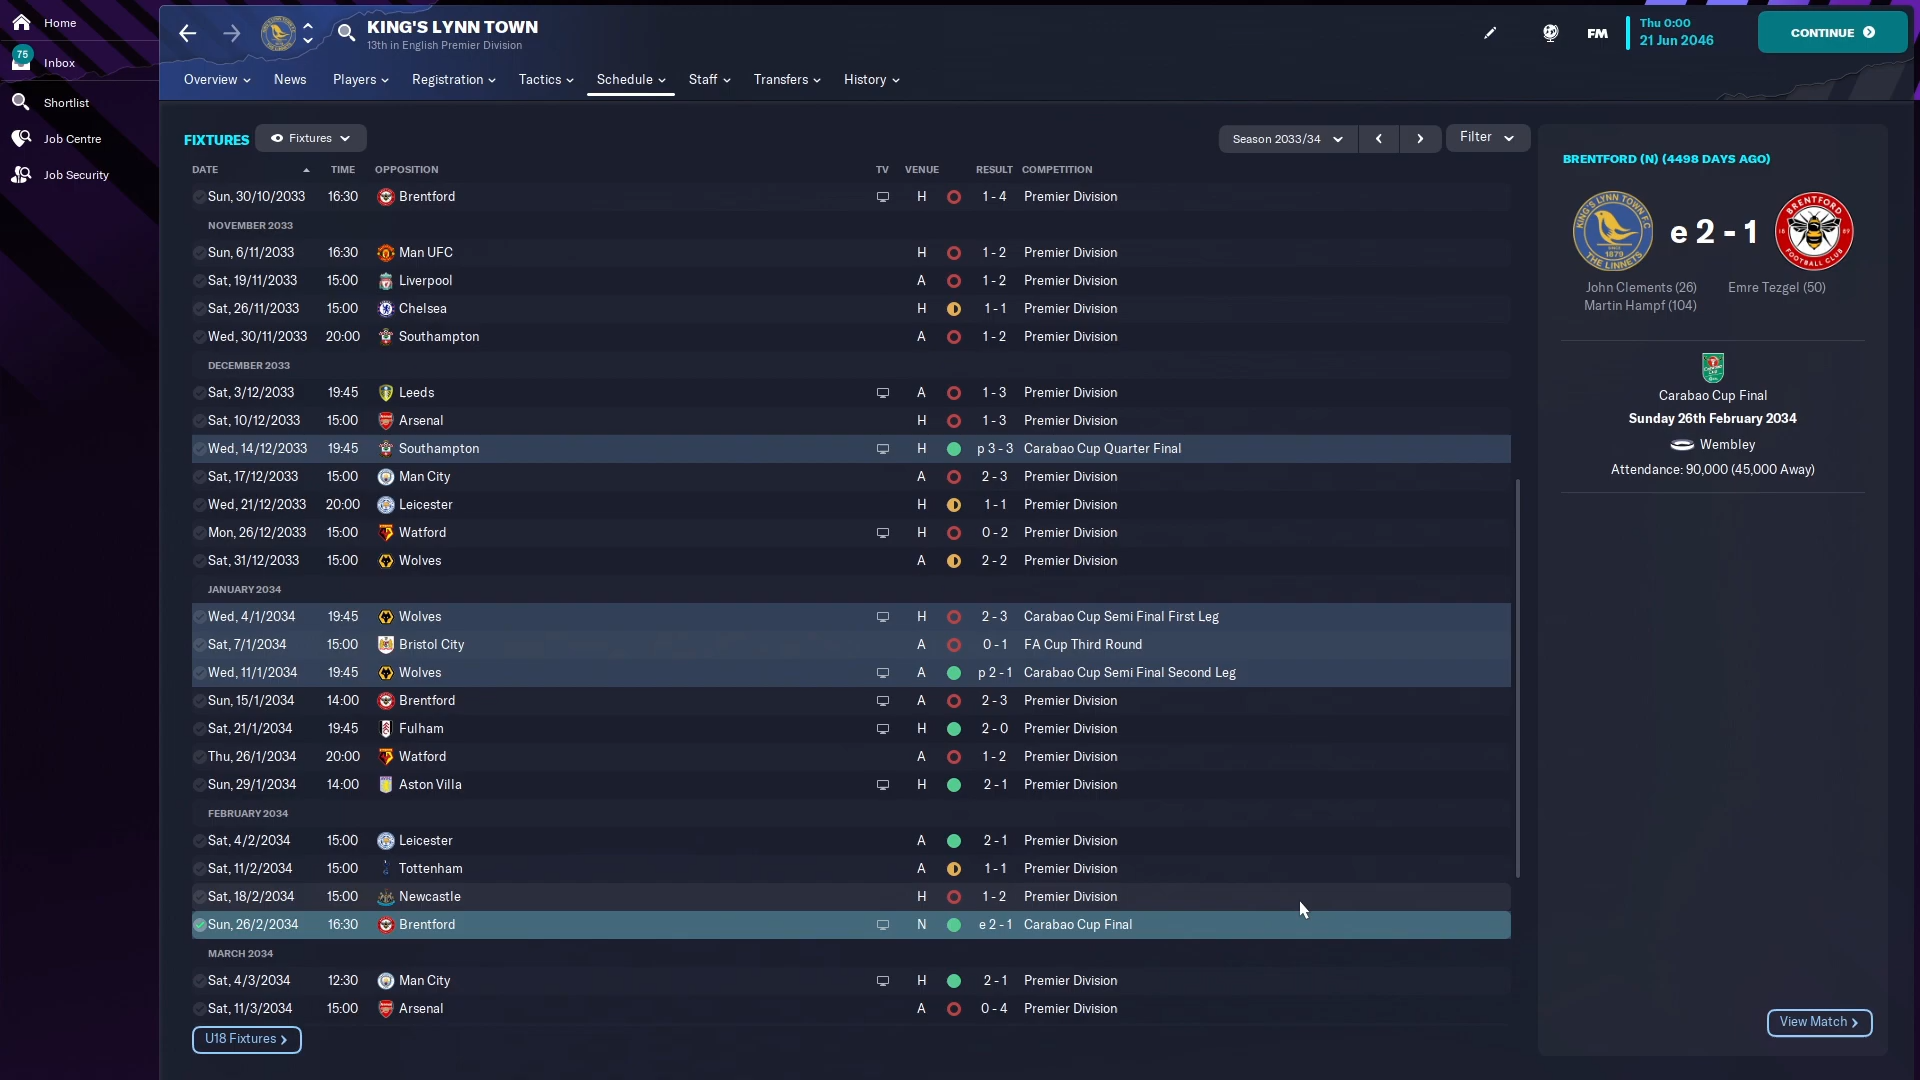 Home
75
Inbox
Shortlist
Job Centre
Job Security
KING'S LYNN TOWN
13th in English Premier Division
FM
Thu 0:00
21 Jun 2046
CONTINUE
Overview News Players Registration Tactics Schedule Staff Transfers History
FIXTURES Fixtures Season 2033/34 Filter
DATE TIME OPPOSITION TV VENUE RESULT COMPETITION
Sun, 30/10/2033 16:30 Brentford H 1 - 4 Premier Division
NOVEMBER 2033
Sun, 6/11/2033 16:30 Man UFC H 1 - 2 Premier Division
Sat, 19/11/2033 15:00 Liverpool A 1 - 2 Premier Division
Sat, 26/11/2033 15:00 Chelsea H 1 - 1 Premier Division
Wed, 30/11/2033 20:00 Southampton A 1 - 2 Premier Division
DECEMBER 2033
Sat, 3/12/2033 19:45 Leeds A 1 - 3 Premier Division
Sat, 10/12/2033 15:00 Arsenal H 1 - 3 Premier Division
Wed, 14/12/2033 19:45 Southampton H p 3 - 3 Carabao Cup Quarter Final
Sat, 17/12/2033 15:00 Man City A 2 - 3 Premier Division
Wed, 21/12/2033 20:00 Leicester H 1 - 1 Premier Division
Mon, 26/12/2033 15:00 Watford H 0 - 2 Premier Division
Sat, 31/12/2033 15:00 Wolves A 2 - 2 Premier Division
JANUARY 2034
Wed, 4/1/2034 19:45 Wolves H 2 - 3 Carabao Cup Semi Final First Leg
Sat, 7/1/2034 15:00 Bristol City A 0 - 1 FA Cup Third Round
Wed, 11/1/2034 19:45 Wolves A p 2 - 1 Carabao Cup Semi Final Second Leg
Sun, 15/1/2034 14:00 Brentford A 2 - 3 Premier Division
Sat, 21/1/2034 19:45 Fulham H 2 - 0 Premier Division
Thu, 26/1/2034 20:00 Watford A 1 - 2 Premier Division
Sun, 29/1/2034 14:00 Aston Villa H 2 - 1 Premier Division
FEBRUARY 2034
Sat, 4/2/2034 15:00 Leicester A 2 - 1 Premier Division
Sat, 11/2/2034 15:00 Tottenham A 1 - 1 Premier Division
Sat, 18/2/2034 15:00 Newcastle H 1 - 2 Premier Division
Sun, 26/2/2034 16:30 Brentford N e 2 - 1 Carabao Cup Final
MARCH 2034
Sat, 4/3/2034 12:30 Man City H 2 - 1 Premier Division
Sat, 11/3/2034 15:00 Arsenal A 0 - 4 Premier Division
U18 Fixtures
BRENTFORD (N) (4498 DAYS AGO)
KING'S LYNN TOWN FC
SINCE
1879
THE LINNETS
e 2 - 1
BRENTFORD
18 89
FOOTBALL CLUB
John Clements (26) Emre Tezgel (50)
Martin Hampf (104)
Carabao Cup Final
Sunday 26th February 2034
Wembley
Attendance: 90,000 (45,000 Away)
View Match